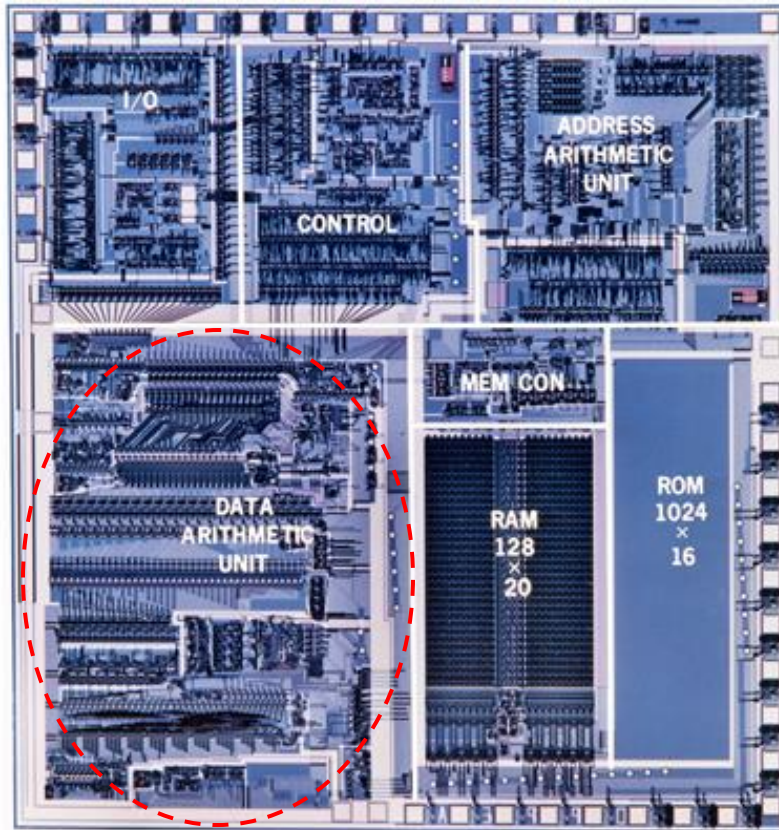 I/O
CONTROL
ADDRESS
ARITHMETIC
UNIT
MEM CON
DATA
ARITHMETIC
UNIT
RAM
128
×
20
ROM
1024
×
16